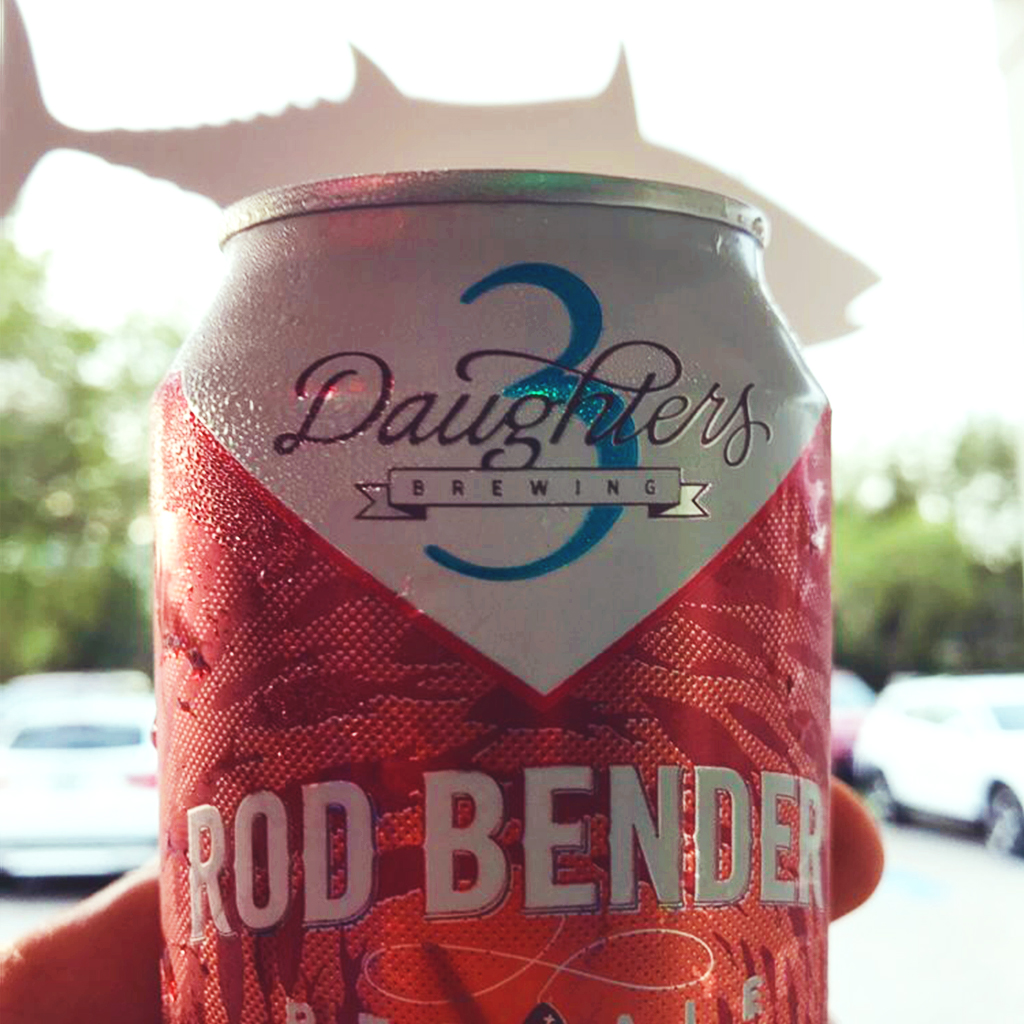 3
Daughters
BREWING
ROD BENDER